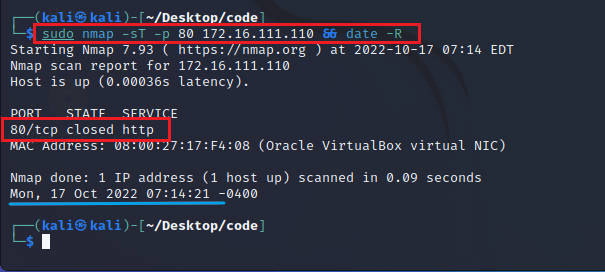 ┌──(kali㉿kali)-[~/Desktop/code]
└─$ sudo nmap -sT -p 80 172.16.111.110 && date -R
Starting Nmap 7.93 ( https://nmap.org ) at 2022-10-17 07:14 EDT
Nmap scan report for 172.16.111.110
Host is up (0.00036s latency).
PORT   STATE  SERVICE
80/tcp closed http
MAC Address: 08:00:27:17:F4:08 (Oracle VirtualBox virtual NIC)
Nmap done: 1 IP address (1 host up) scanned in 0.09 seconds
Mon, 17 Oct 2022 07:14:21 -0400
┌──(kali㉿kali)-[~/Desktop/code]
└─$